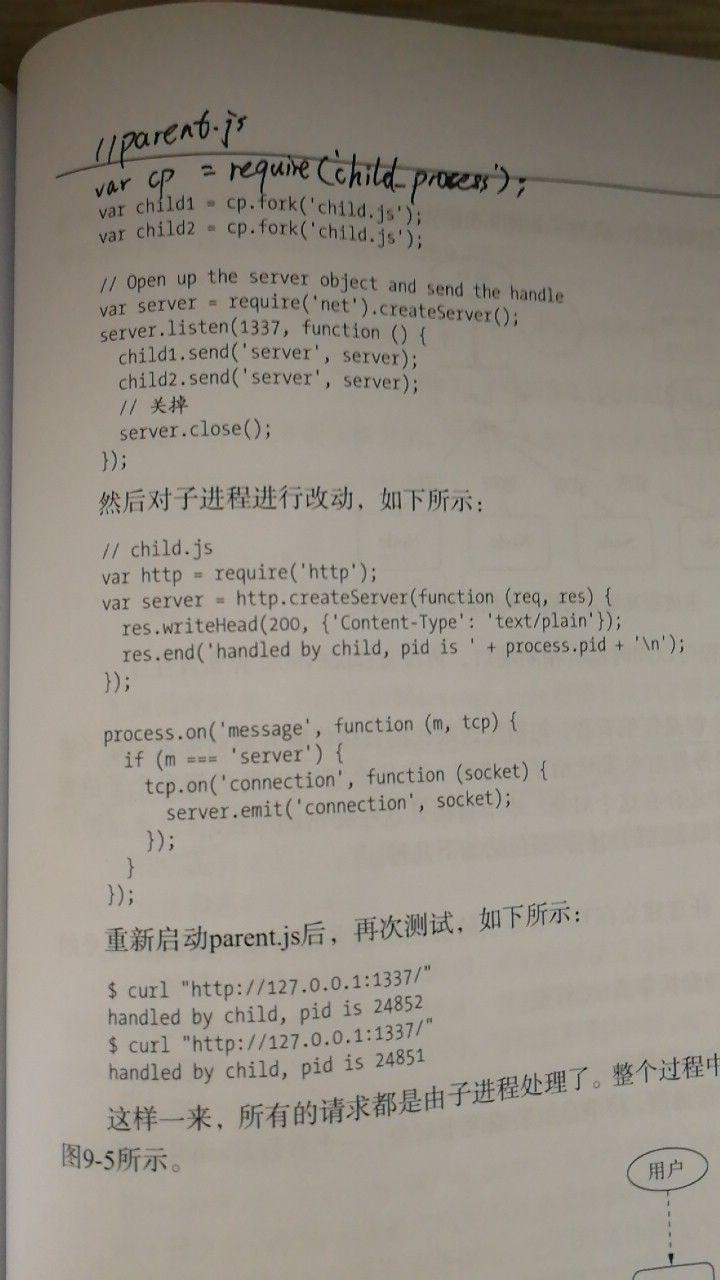 //parent.js
var cp = require('child_process');
var child1 = cp.fork('child.js');
var child2 = cp.fork('child.js');
// Open up the server object and send the handle
var server = require('net').createServer();
server.listen(1337, function () {
  child1.send('server', server);
  child2.send('server', server);
  // 关掉
  server.close();
});
然后对子进程进行改动，如下所示：
// child.js
var http = require('http');
var server = http.createServer(function (req, res) {
  res.writeHead(200, {'Content-Type': 'text/plain'});
  res.end('handled by child, pid is ' + process.pid + '\n');
});
process.on('message', function (m, tcp) {
  if (m === 'server') {
    tcp.on('connection', function (socket) {
      server.emit('connection', socket);
    });
  }
});
重新启动parent.js后，再次测试，如下所示：
$ curl "http://127.0.0.1:1337/"
handled by child, pid is 24852
$ curl "http://127.0.0.1:1337/"
handled by child, pid is 24851
这样一来，所有的请求都是由子进程处理了。整个过程中
图9-5所示。
用户